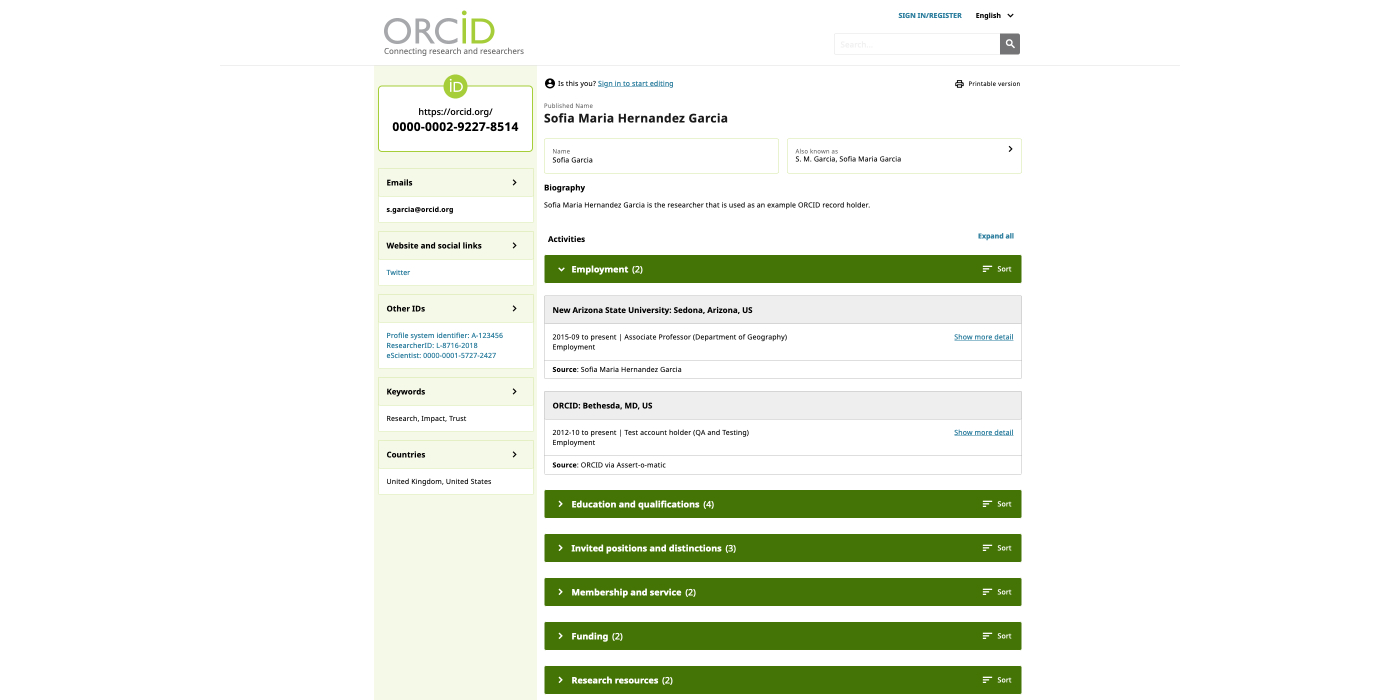 ORCID
Connecting research and researchers
SIGN IN/REGISTER English
Search...
iD
https://orcid.org/
0000-0002-9227-8514
Emails
s.garcia@orcid.org
Website and social links
Twitter
Other IDs
Profile system identifier: A-123456
ResearcherID: L-8716-2018
eScientist: 0000-0001-5727-2427
Keywords
Research, Impact, Trust
Countries
United Kingdom, United States
Is this you? Sign in to start editing
Printable version
Published Name
Sofia Maria Hernandez Garcia
Name
Sofia Garcia
Also known as
S. M. Garcia, Sofia Maria Garcia
Biography
Sofia Maria Hernandez Garcia is the researcher that is used as an example ORCID record holder.
Activities Expand all
Employment (2) Sort
New Arizona State University: Sedona, Arizona, US
2015-09 to present | Associate Professor (Department of Geography) Show more detail
Employment
Source: Sofia Maria Hernandez Garcia
ORCID: Bethesda, MD, US
2012-10 to present | Test account holder (QA and Testing) Show more detail
Employment
Source: ORCID via Assert-o-matic
Education and qualifications (4) Sort
Invited positions and distinctions (3) Sort
Membership and service (2) Sort
Funding (2) Sort
Research resources (2) Sort